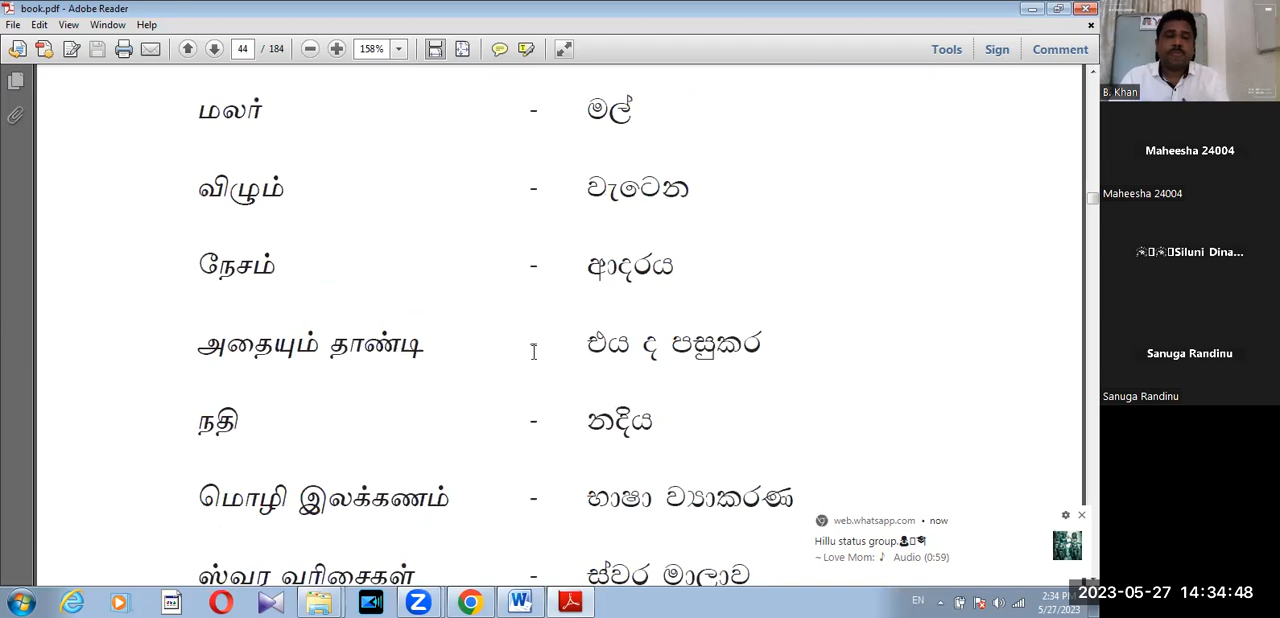 book.pdf - Adobe Reader
File Edit View Window Help
44 / 184 158% Tools Sign Comment
மலர் - මල්
விழும் - වැටෙන
நேசம் - ආදරය
அதையும் தாண்டி - එය ද පසුකර
நதி - නදිය
மொழி இலக்கணம் - භාෂා ව්‍යාකරණ
ஸ்வர வரிசைகள் - ස්වර මාලාව
web.whatsapp.com • now
Hillu status group.
~ Love Mom: Audio (0:59)
B. Khan
Maheesha 24004
Maheesha 24004
Siluni Dina...
Sanuga Randinu
Sanuga Randinu
EN
2:34 PM
5/27/2023
2023-05-27 14:34:48